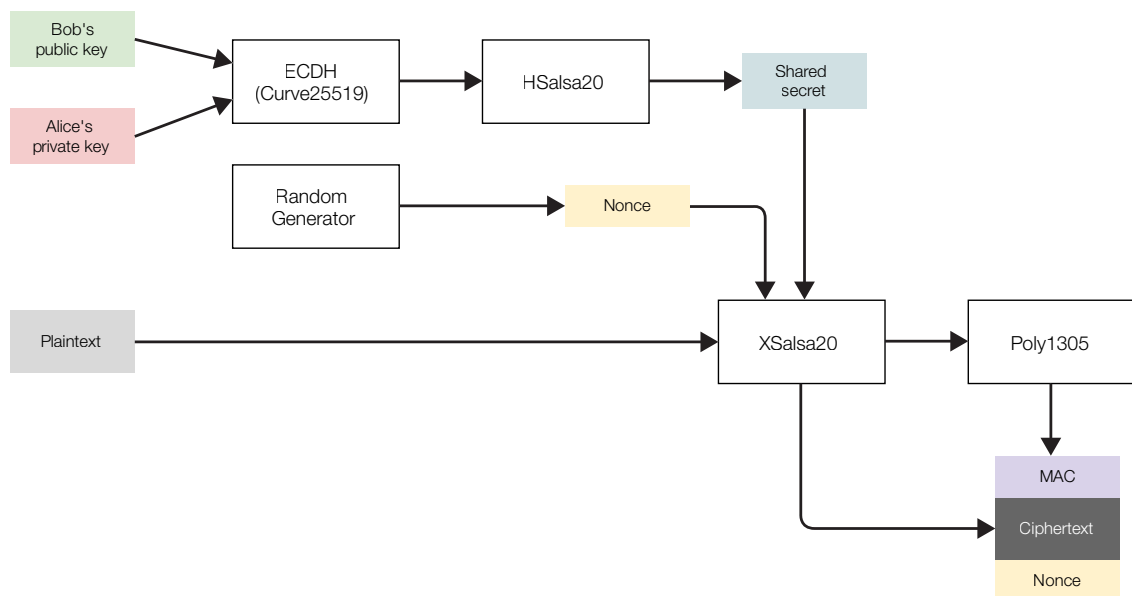 Bob's
public key
ECDH
(Curve25519)
HSalsa20
Shared
secret
Alice's
private key
Random
Generator
Nonce
Plaintext
XSalsa20
Poly1305
MAC
Ciphertext
Nonce